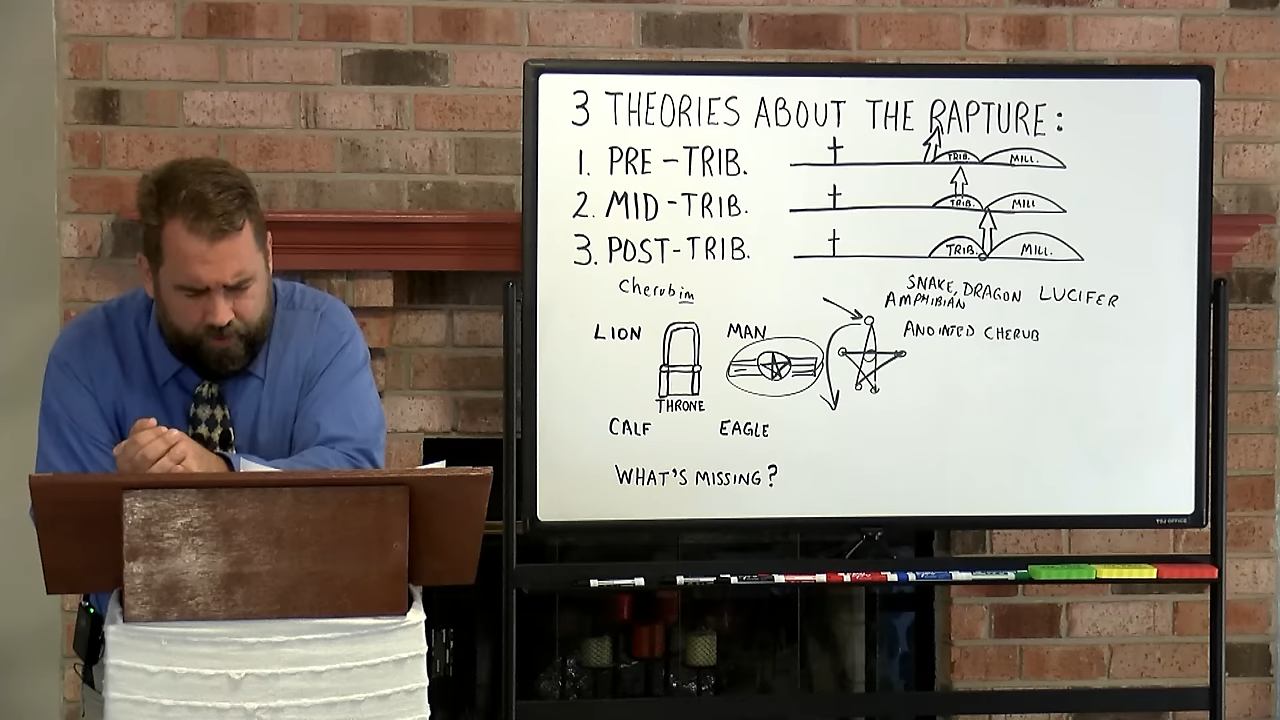 3 THEORIES ABOUT THE RAPTURE:
1. PRE-TRIB.
TRIB. MILL.
2. MID-TRIB.
TRIB. MILL
3. POST-TRIB.
TRIB. MILL.
Cherubim
SNAKE, DRAGON LUCIFER
AMPHIBIAN
LION MAN
ANOINTED CHERUB
THRONE
CALF EAGLE
WHAT'S MISSING?